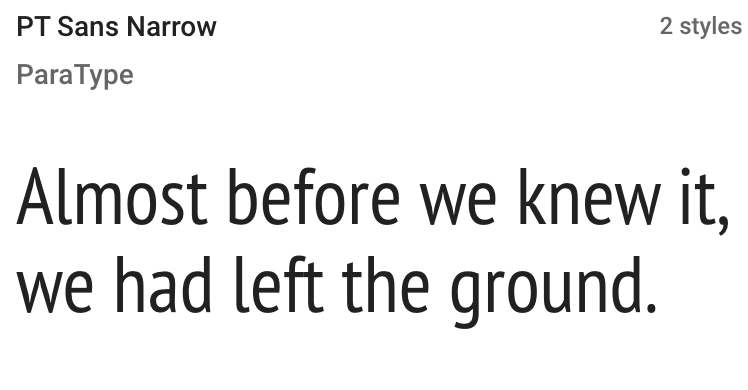 PT Sans Narrow
2 styles
ParaType
Almost before we knew it,
we had left the ground.